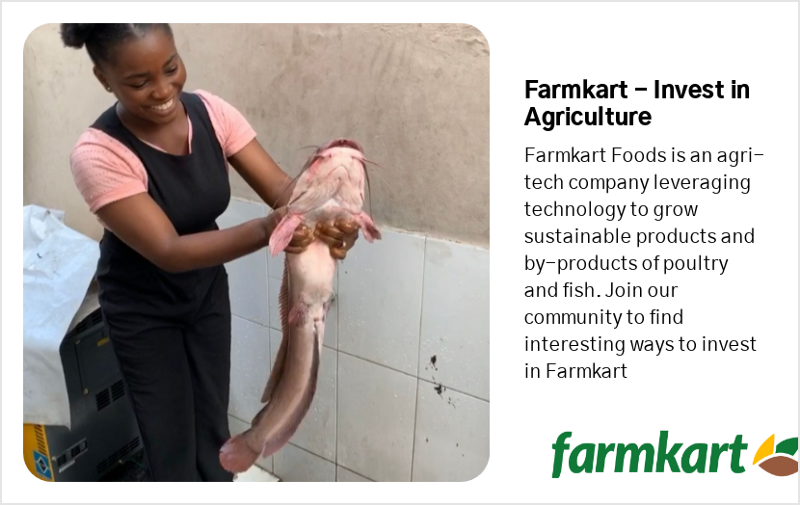 Farmkart – Invest in
Agriculture
Farmkart Foods is an agri–
tech company leveraging
technology to grow
sustainable products and
by–products of poultry
and fish. Join our
community to find
interesting ways to invest
in Farmkart
farmkart